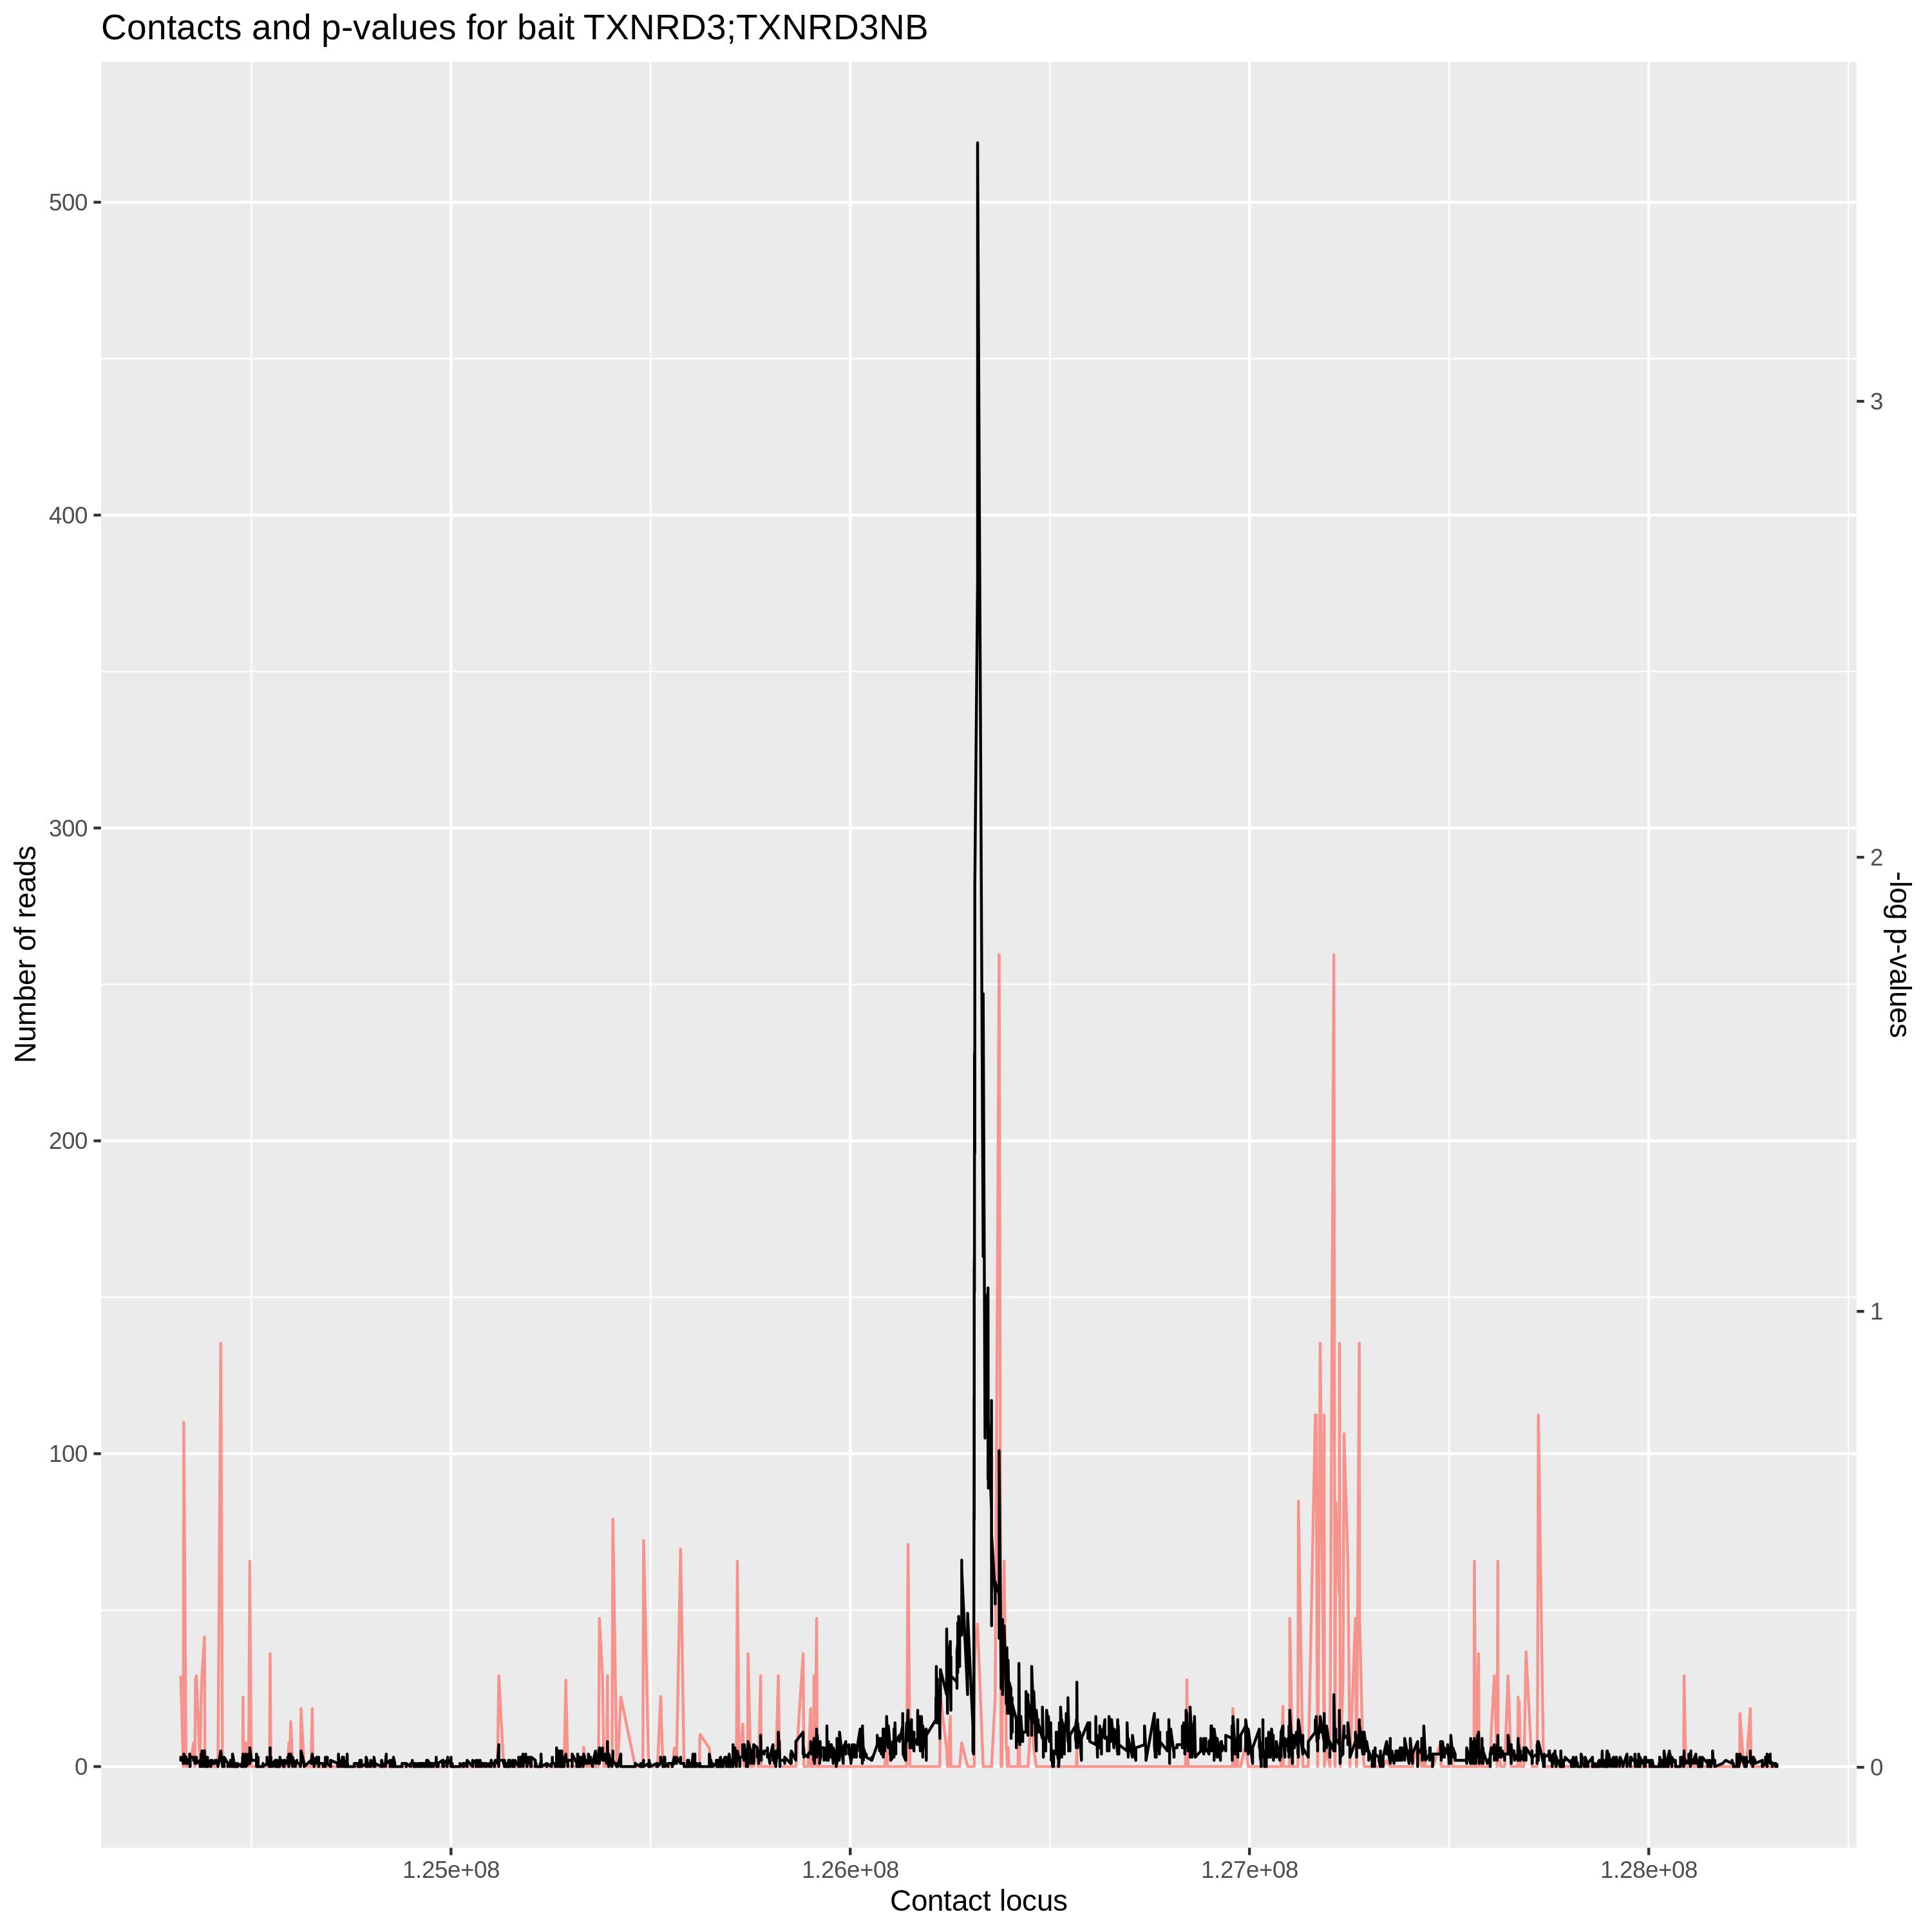 Contacts and p-values for bait TXNRD3;TXNRD3NB
500
400
300
200
100
0
Number of reads
3
2
1
0
-log p-values
1.25e+08
1.26e+08
1.27e+08
1.28e+08
Contact locus